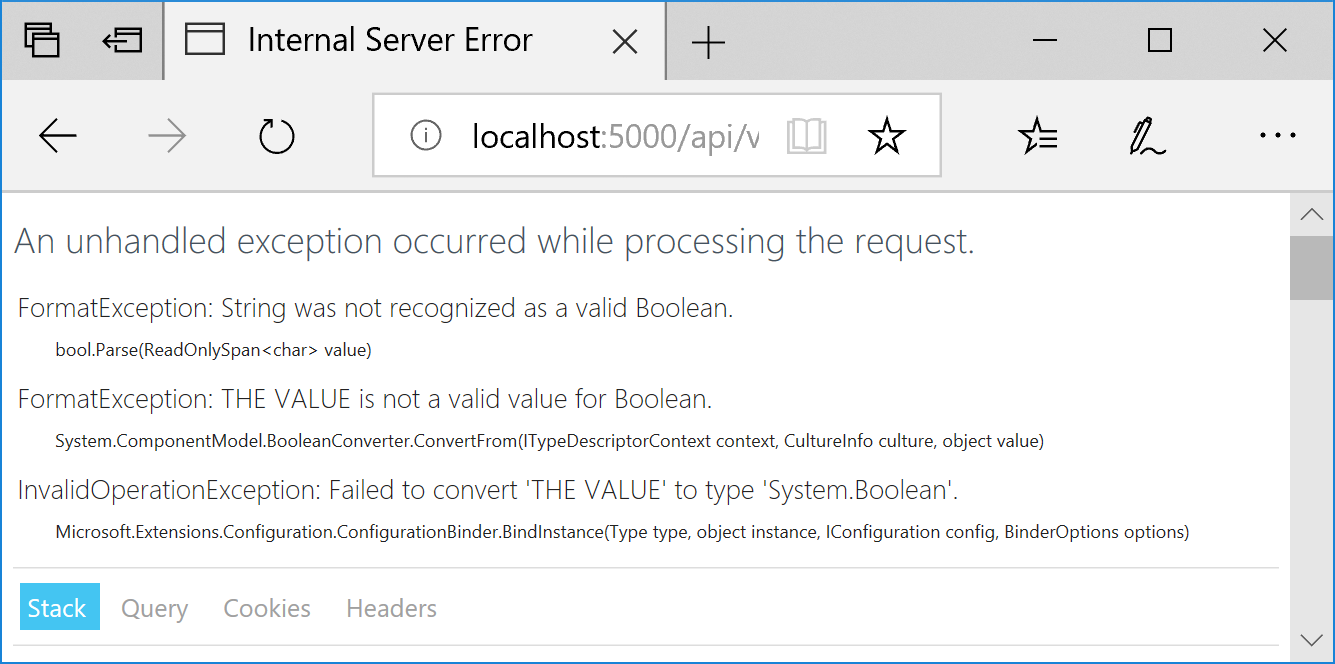 Internal Server Error
localhost:5000/api/v
An unhandled exception occurred while processing the request.
FormatException: String was not recognized as a valid Boolean.
bool.Parse(ReadOnlySpan<char> value)
FormatException: THE VALUE is not a valid value for Boolean.
System.ComponentModel.BooleanConverter.ConvertFrom(ITypeDescriptorContext context, CultureInfo culture, object value)
InvalidOperationException: Failed to convert 'THE VALUE' to type 'System.Boolean'.
Microsoft.Extensions.Configuration.ConfigurationBinder.BindInstance(Type type, object instance, IConfiguration config, BinderOptions options)
Stack Query Cookies Headers